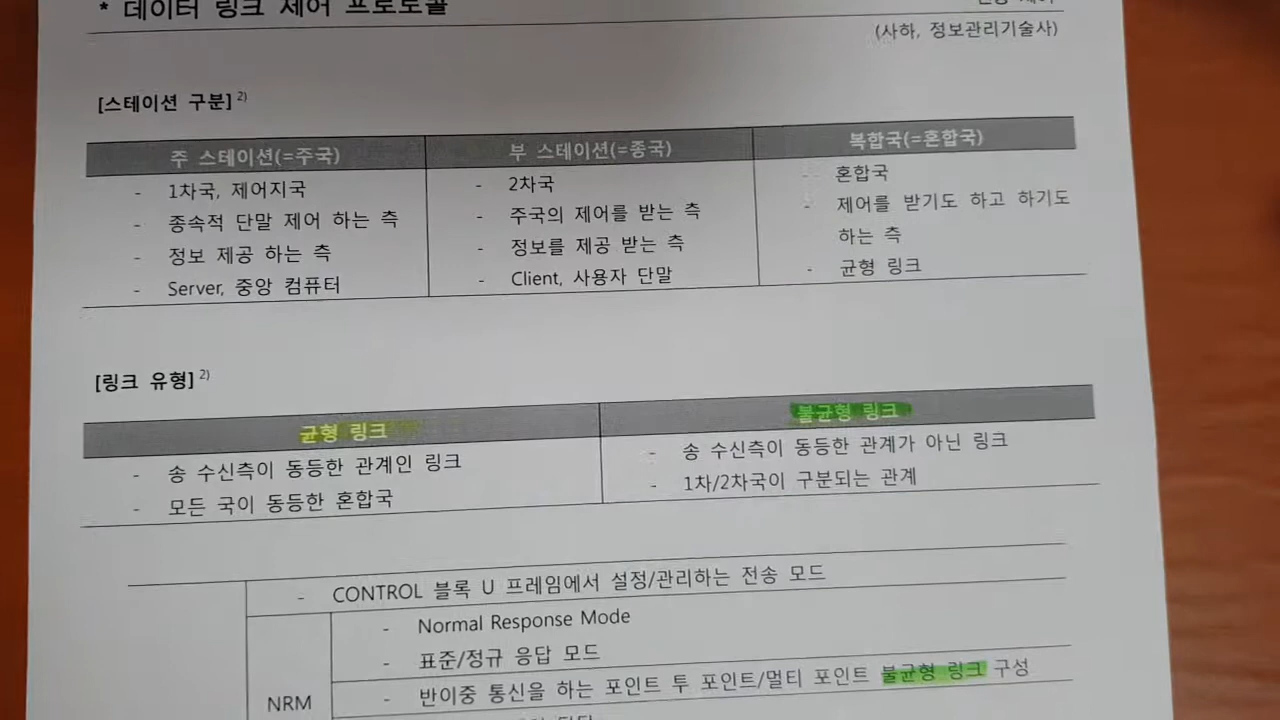 * 데이터 링크 제어 프로토콜
(사하, 정보관리기술사)
[스테이션 구분] 2)
주 스테이션(=주국)
- 1차국, 제어지국
- 종속적 단말 제어 하는 측
- 정보 제공 하는 측
- Server, 중앙 컴퓨터
부 스테이션(=종국)
- 2차국
- 주국의 제어를 받는 측
- 정보를 제공 받는 측
- Client, 사용자 단말
복합국(=혼합국)
- 혼합국
- 제어를 받기도 하고 하기도
하는 측
- 균형 링크
[링크 유형] 2)
균형 링크
- 송 수신측이 동등한 관계인 링크
- 모든 국이 동등한 혼합국
불균형 링크
- 송 수신측이 동등한 관계가 아닌 링크
- 1차/2차국이 구분되는 관계
- CONTROL 블록 U 프레임에서 설정/관리하는 전송 모드
NRM
- Normal Response Mode
- 표준/정규 응답 모드
- 반이중 통신을 하는 포인트 투 포인트/멀티 포인트 불균형 링크 구성